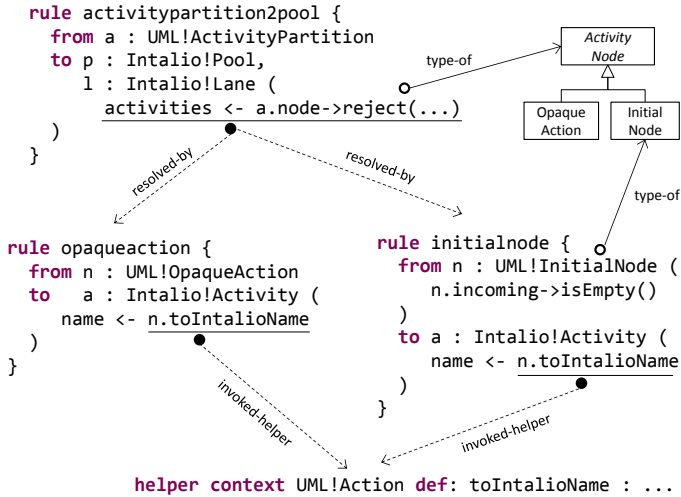 rule activitypartition2pool {
from a : UML!ActivityPartition
to p : Intalio!Pool,
l : Intalio!Lane (
activities <- a.node->reject(...)
)
}
type-of
Activity
Node
Opaque
Action
Initial
Node
type-of
resolved-by
resolved-by
rule opaqueaction {
from n : UML!OpaqueAction
to a : Intalio!Activity (
name <- n.toIntalioName
)
}
rule initialnode {
from n : UML!InitialNode (
n.incoming->isEmpty()
)
to a : Intalio!Activity (
name <- n.toIntalioName
)
}
invoked-helper
invoked-helper
helper context UML!Action def: toIntalioName : ...